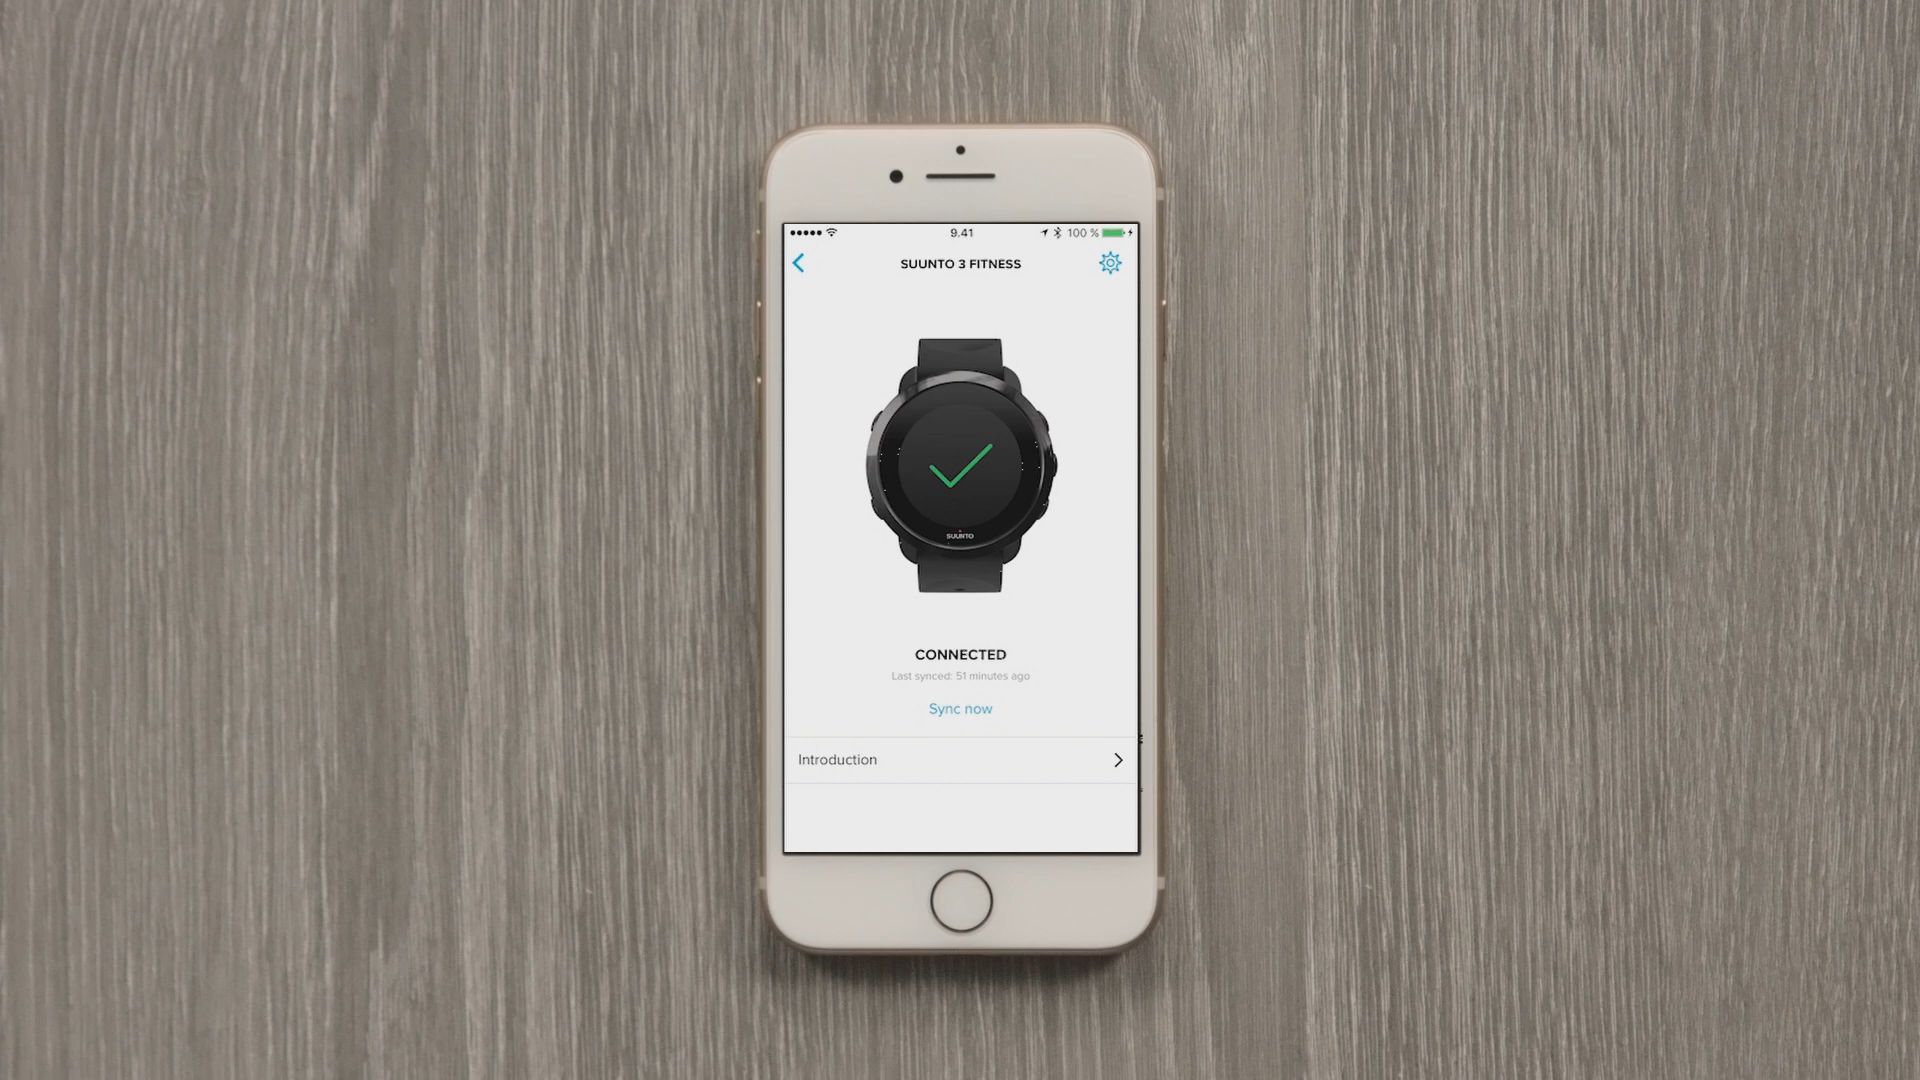 9.41
100 %
SUUNTO 3 FITNESS
SUUNTO
CONNECTED
Last synced: 51 minutes ago
Sync now
Introduction